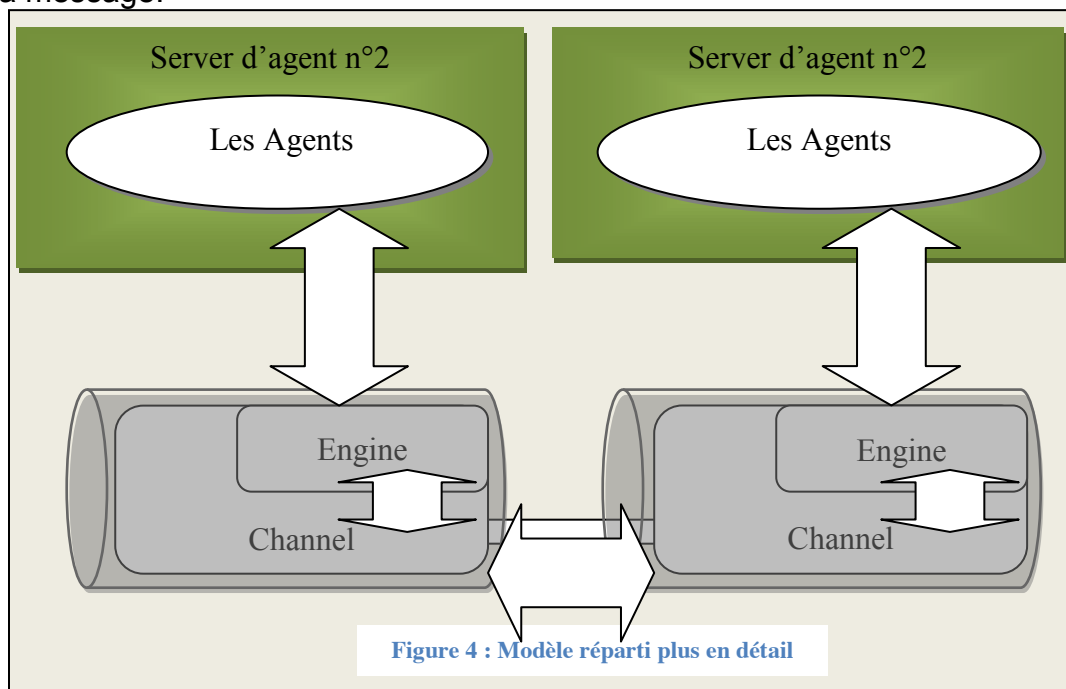 a message.
Server d'agent n°2
Server d'agent n°2
Les Agents
Les Agents
Engine
Engine
Channel
Channel
Figure 4 : Modèle réparti plus en détail